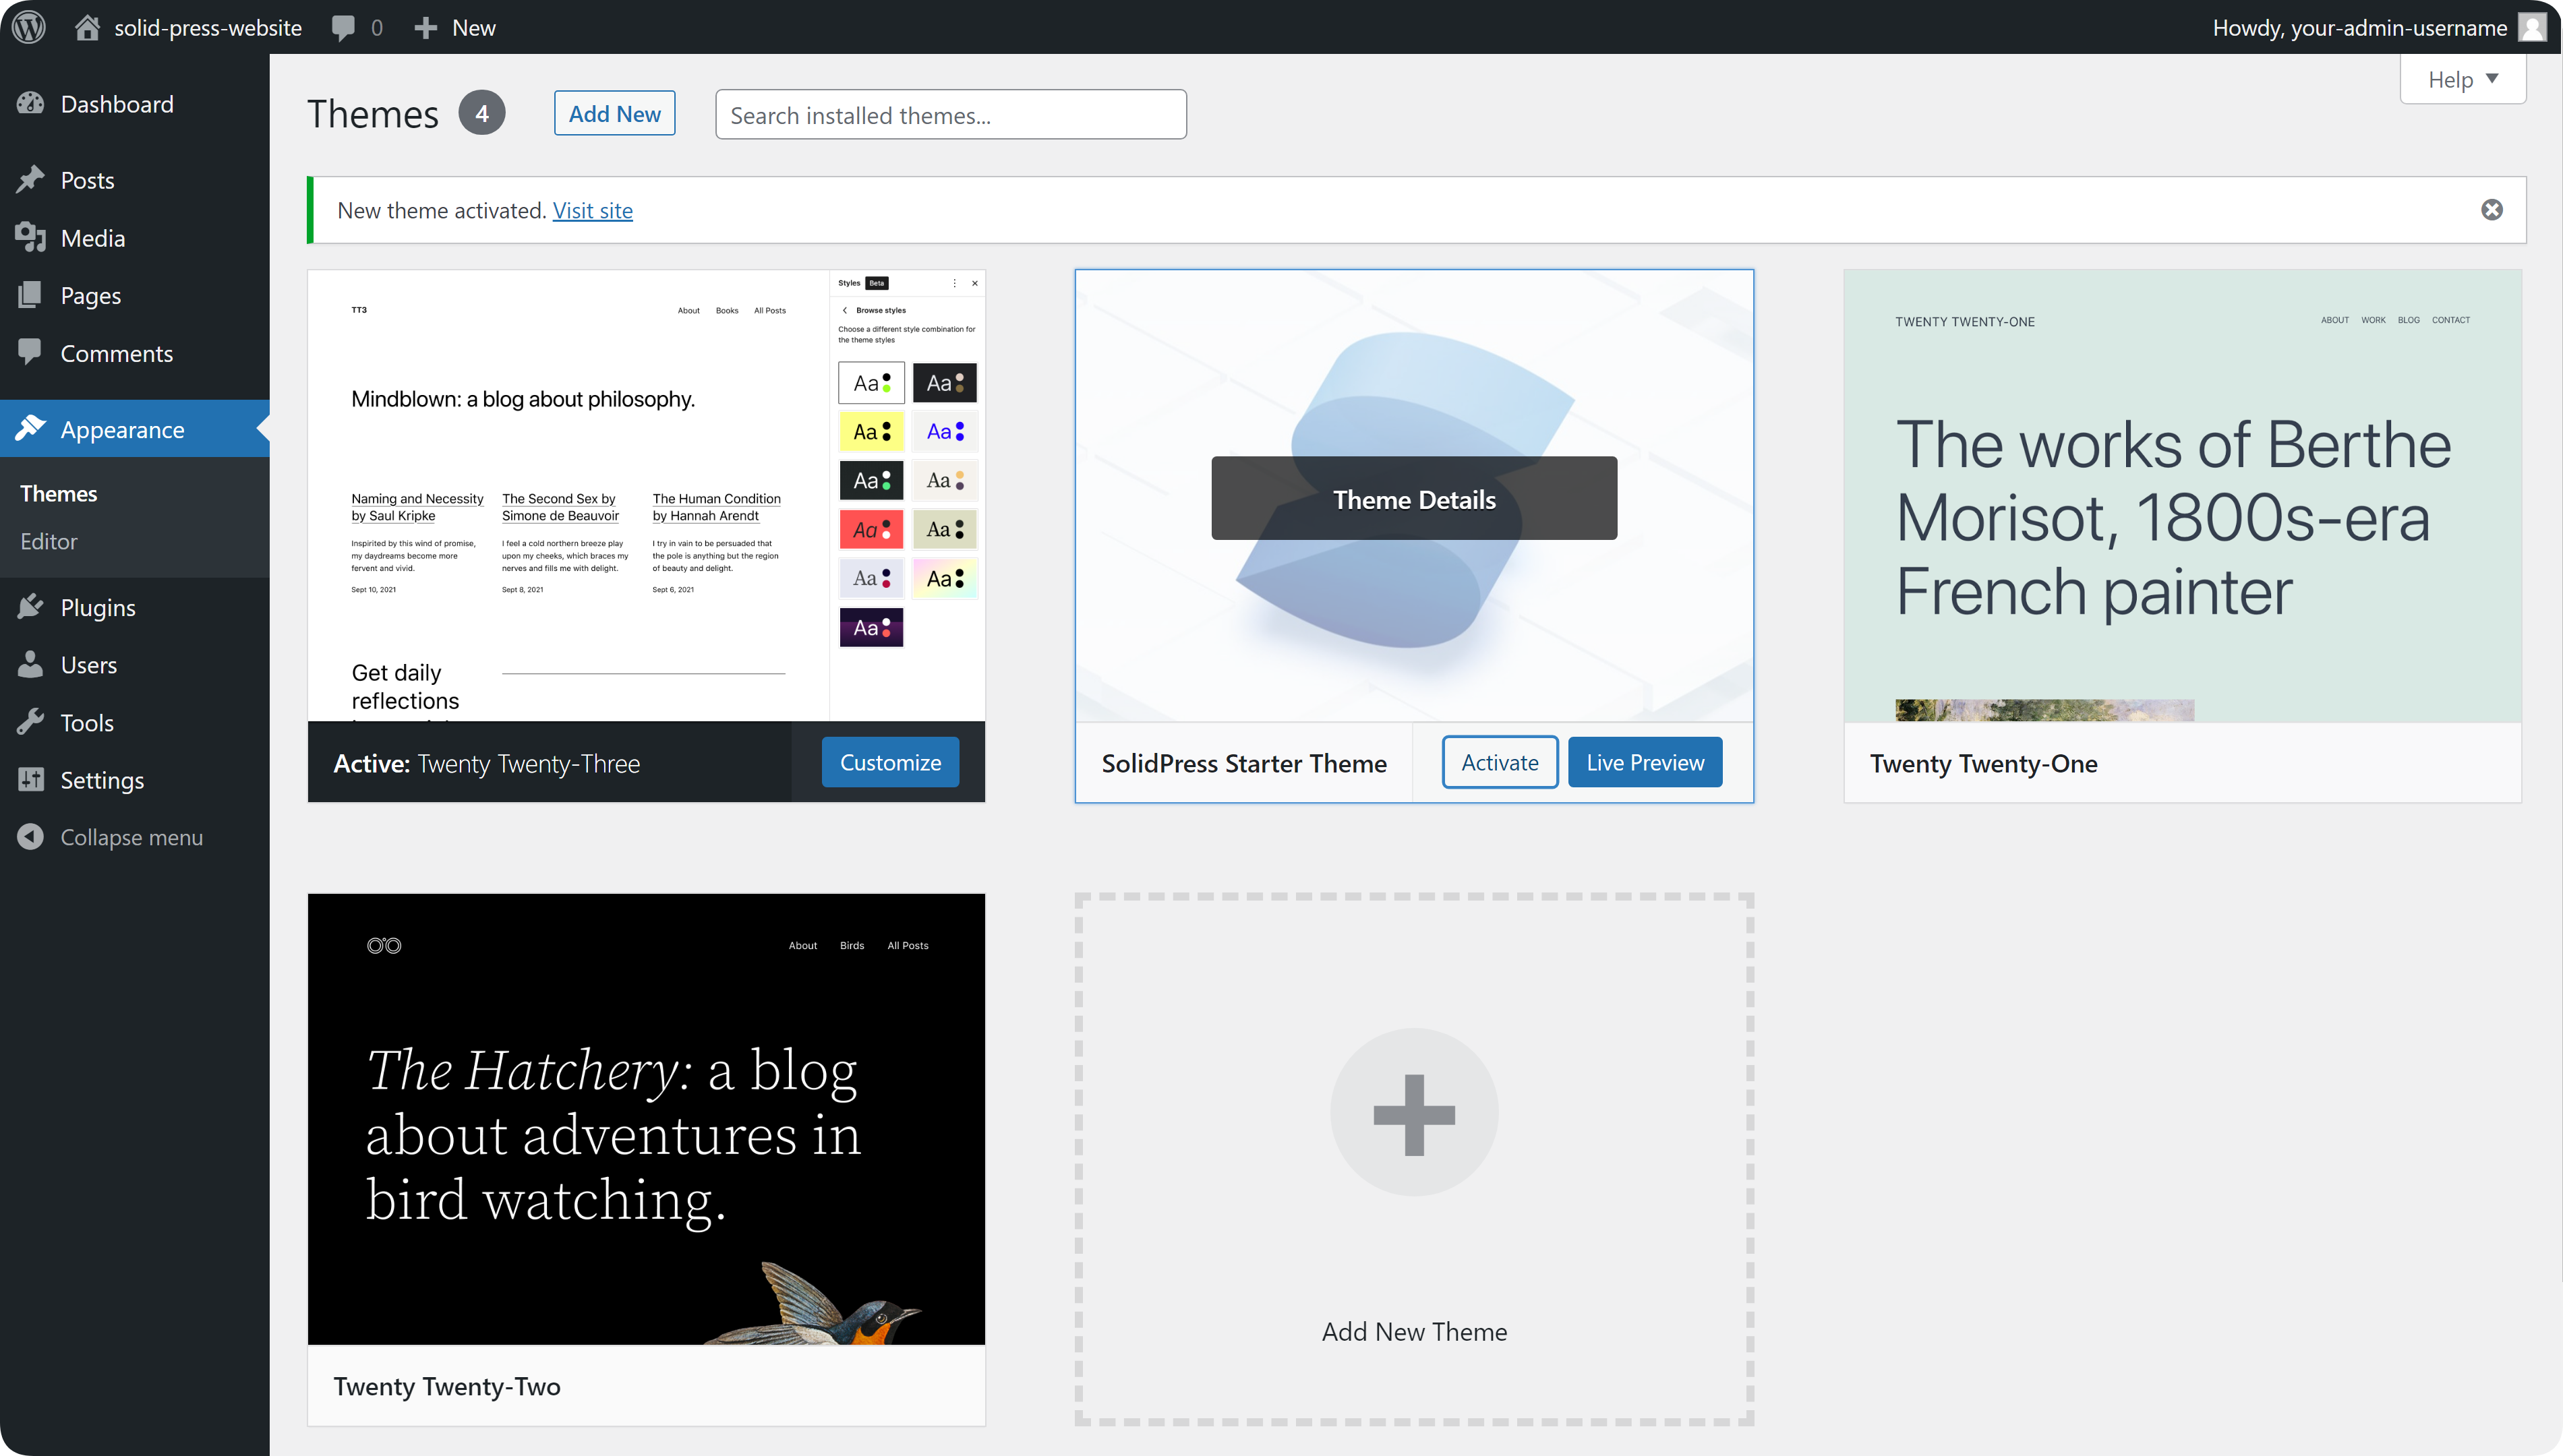 solid-press-website
0
New
Howdy, your-admin-username
Dashboard
Posts
Media
Pages
Comments
Appearance
Themes
Editor
Plugins
Users
Tools
Settings
Collapse menu
Help
Themes 4
Add New
Search installed themes...
New theme activated. Visit site
TT3
About Books All Posts
Mindblown: a blog about philosophy.
Naming and Necessity
by Saul Kripke
Inspirited by this wind of promise,
my daydreams become more
fervent and vivid.
Sept 10, 2021
The Second Sex by
Simone de Beauvoir
I feel a cold northern breeze play
upon my cheeks, which braces my
nerves and fills me with delight.
Sept 8, 2021
The Human Condition
by Hannah Arendt
I try in vain to be persuaded that
the pole is anything but the region
of beauty and delight.
Sept 6, 2021
Get daily
reflections
Styles Beta
Browse styles
Choose a different style combination for
the theme styles
Aa Aa
Aa Aa
Aa Aa
Aa Aa
Aa Aa
Aa
Active: Twenty Twenty-Three
Customize
Theme Details
SolidPress Starter Theme
Activate
Live Preview
TWENTY TWENTY-ONE
ABOUT WORK BLOG CONTACT
The works of Berthe
Morisot, 1800s-era
French painter
Twenty Twenty-One
About Birds All Posts
The Hatchery: a blog
about adventures in
bird watching.
Twenty Twenty-Two
Add New Theme